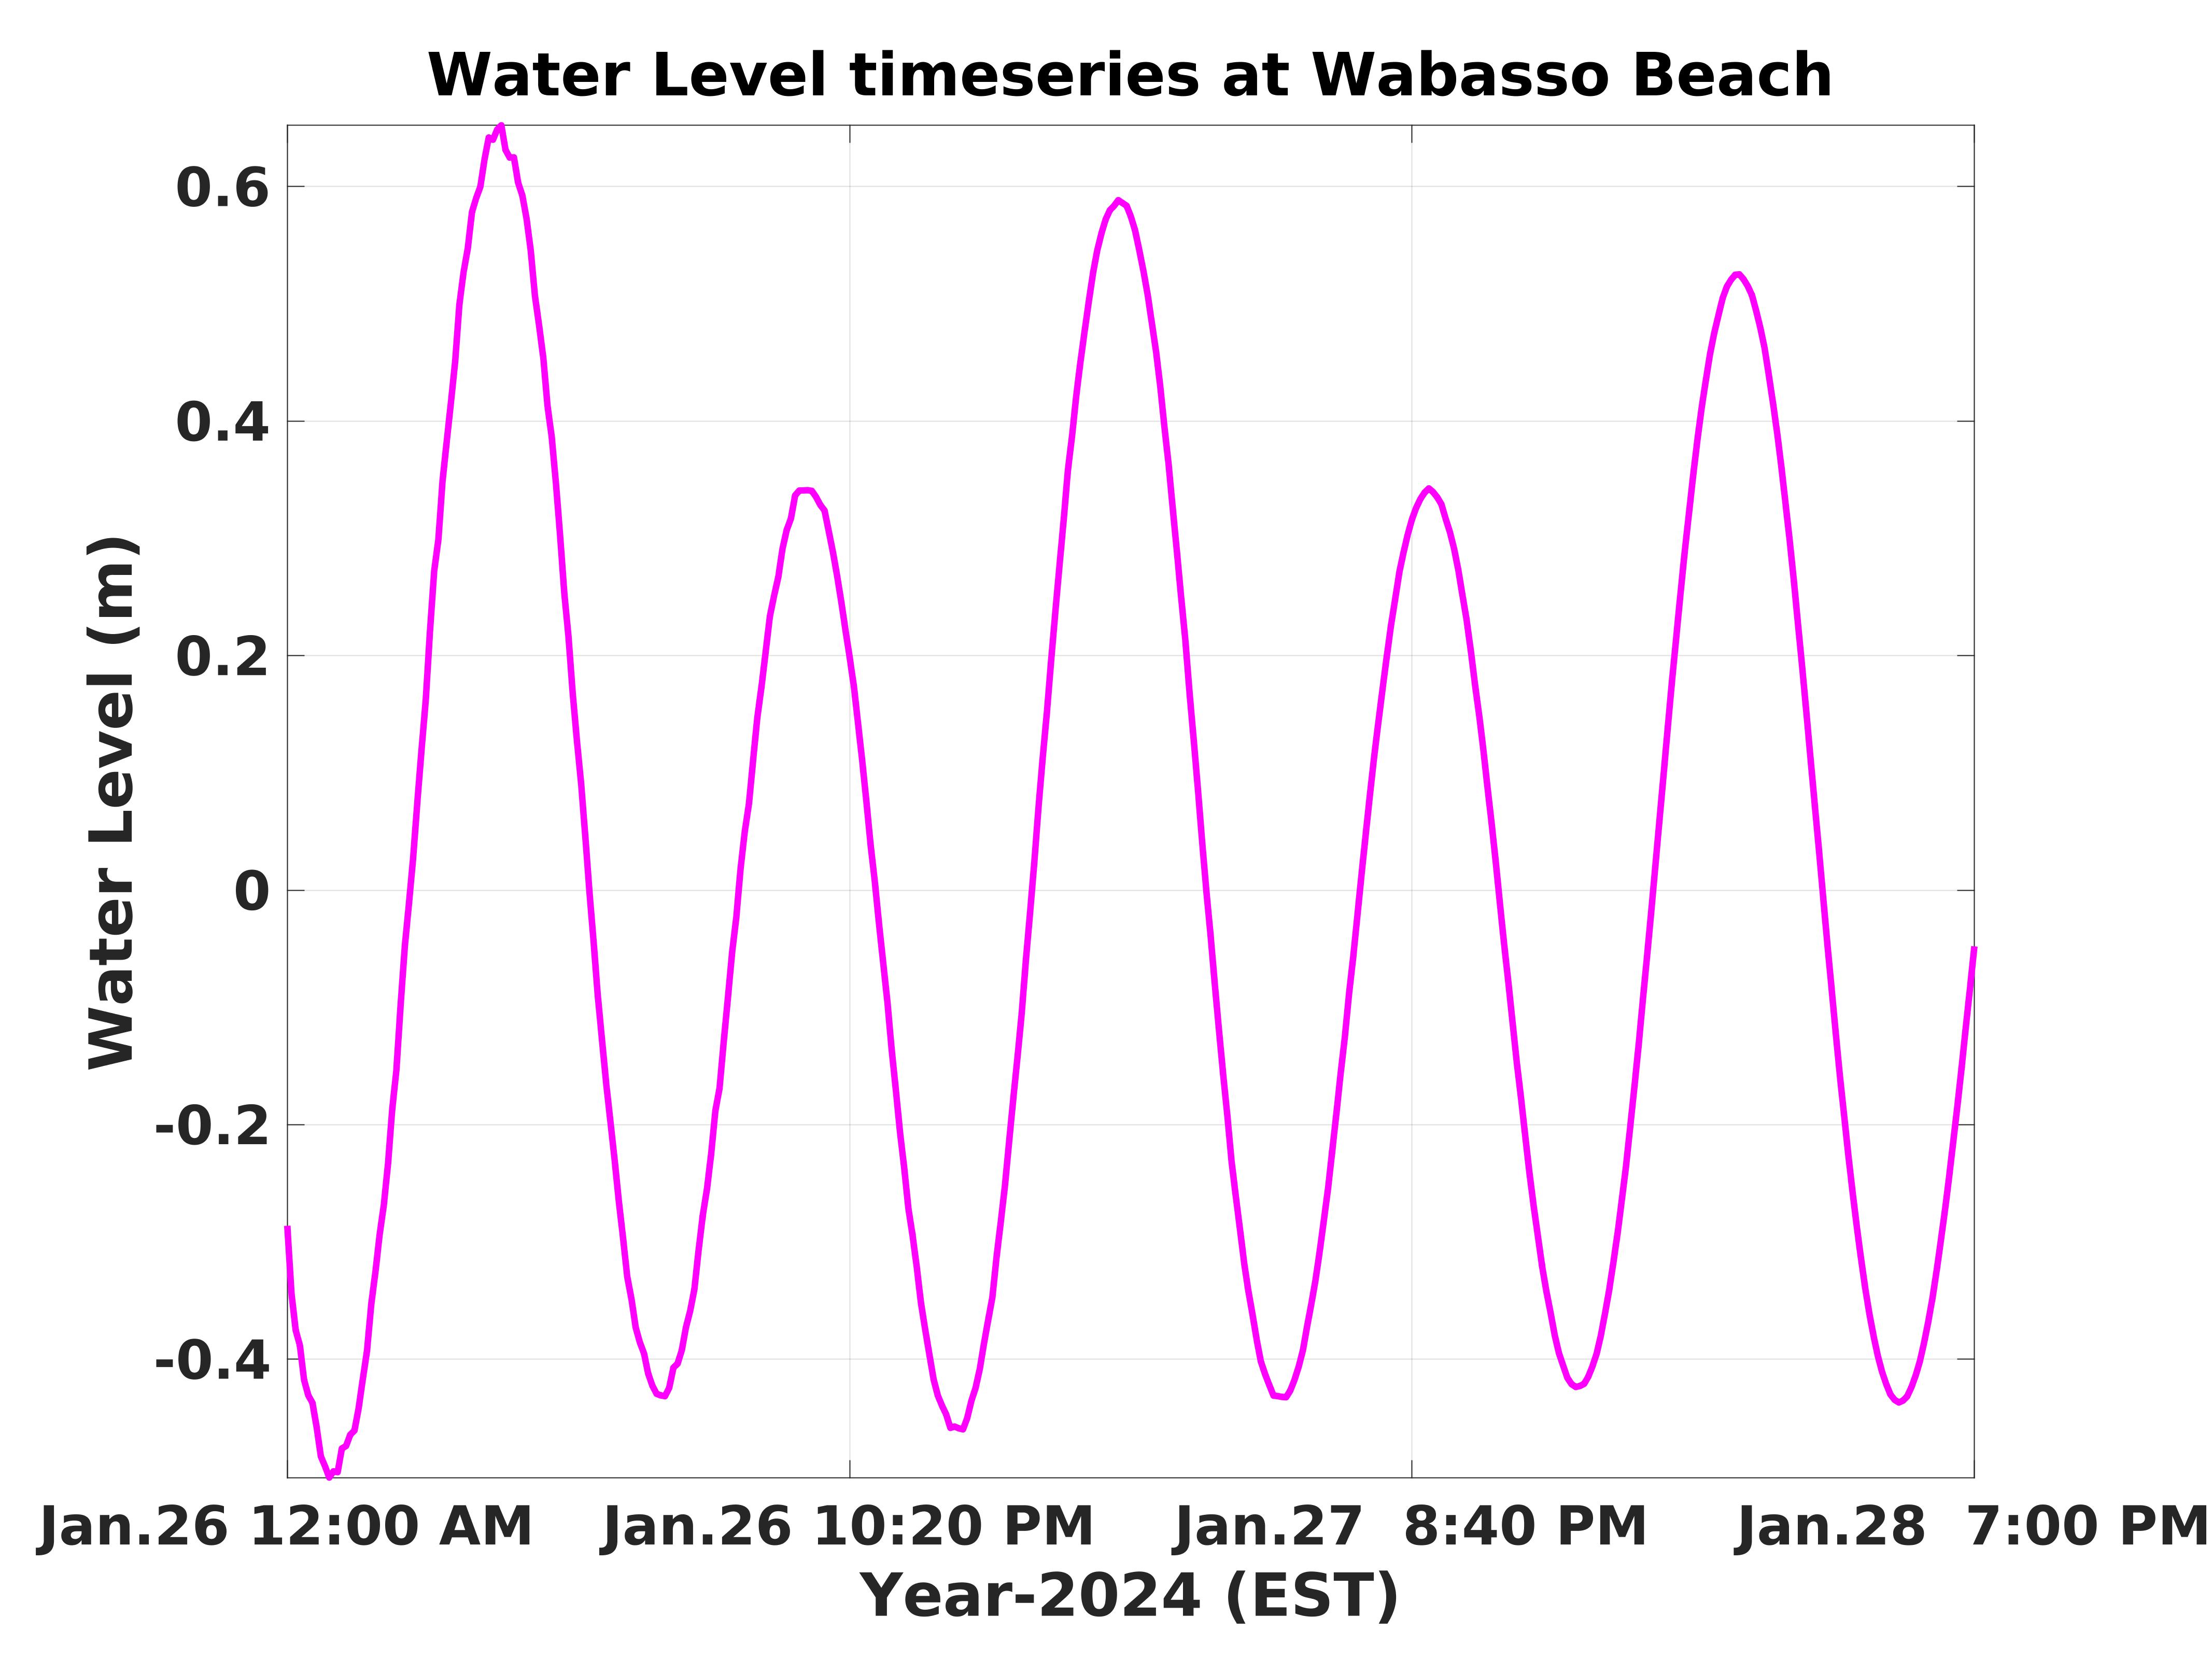 Water Level timeseries at Wabasso Beach
0.6
0.4
0.2
0
-0.2
-0.4
Water Level (m)
Jan.26 12:00 AM Jan.26 10:20 PM Jan.27 8:40 PM Jan.28 7:00 PM
Year-2024 (EST)